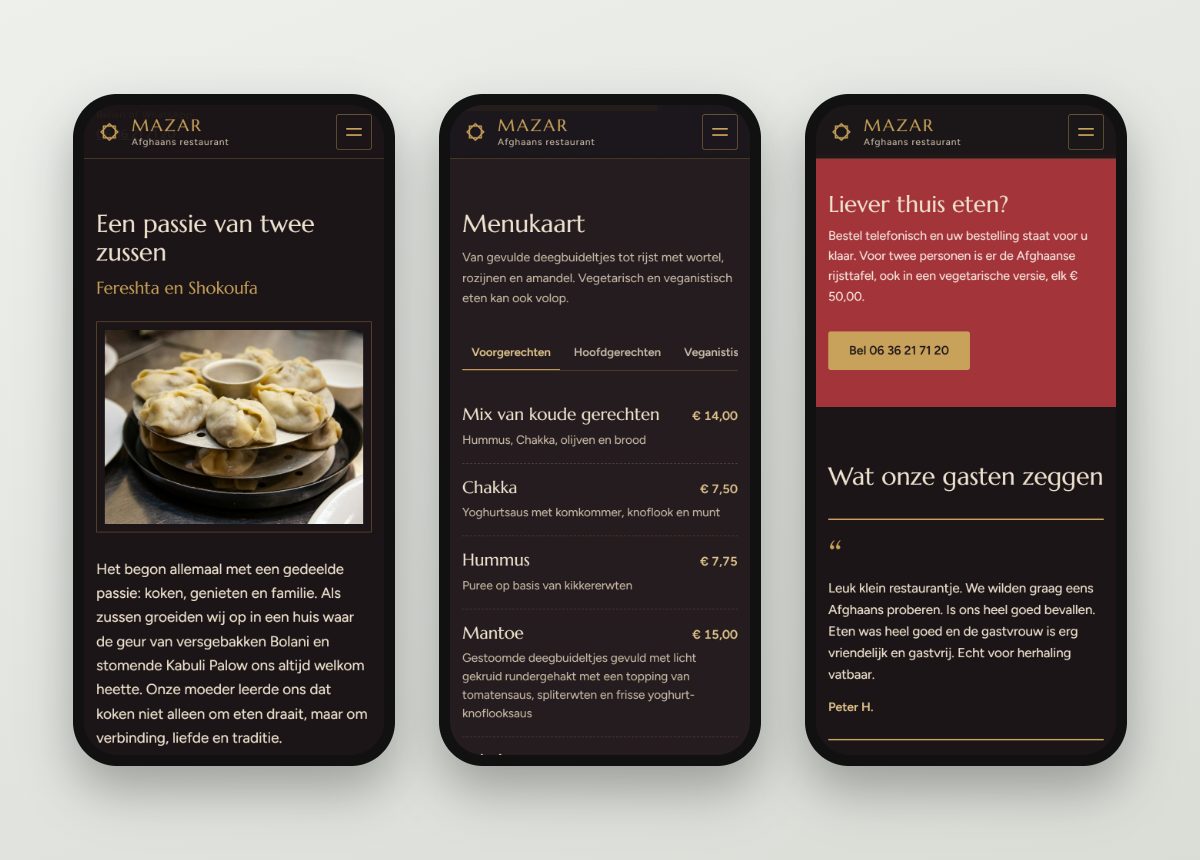 MAZAR
Afghaans restaurant
Een passie van twee
zussen
Fereshta en Shokoufa
Het begon allemaal met een gedeelde
passie: koken, genieten en familie. Als
zussen groeiden wij op in een huis waar
de geur van versgebakken Bolani en
stomende Kabuli Palow ons altijd welkom
heette. Onze moeder leerde ons dat
koken niet alleen om eten draait, maar om
verbinding, liefde en traditie.
MAZAR
Afghaans restaurant
Menukaart
Van gevulde deegbuideltjes tot rijst met wortel,
rozijnen en amandel. Vegetarisch en veganistisch
eten kan ook volop.
Voorgerechten Hoofdgerechten Veganistis
Mix van koude gerechten € 14,00
Hummus, Chakka, olijven en brood
Chakka € 7,50
Yoghurtsaus met komkommer, knoflook en munt
Hummus € 7,75
Puree op basis van kikkererwten
Mantoe € 15,00
Gestoomde deegbuideltjes gevuld met licht
gekruid rundergehakt met een topping van
tomatensaus, spliterwten en frisse yoghurt-
knoflooksaus
MAZAR
Afghaans restaurant
Liever thuis eten?
Bestel telefonisch en uw bestelling staat voor u
klaar. Voor twee personen is er de Afghaanse
rijsttafel, ook in een vegetarische versie, elk €
50,00.
Bel 06 36 21 71 20
Wat onze gasten zeggen
“
Leuk klein restaurantje. We wilden graag eens
Afghaans proberen. Is ons heel goed bevallen.
Eten was heel goed en de gastvrouw is erg
vriendelijk en gastvrij. Echt voor herhaling
vatbaar.
Peter H.